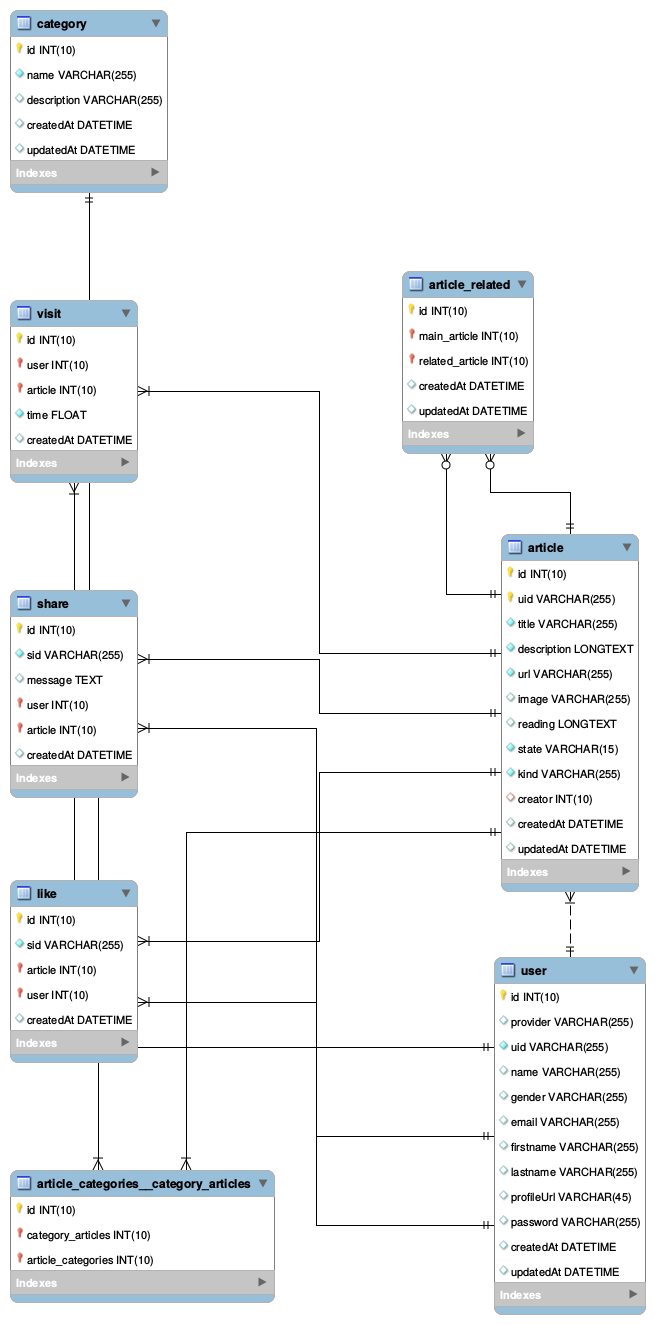 category
id INT(10)
name VARCHAR(255)
description VARCHAR(255)
createdAt DATETIME
updatedAt DATETIME
Indexes
visit
id INT(10)
user INT(10)
article INT(10)
time FLOAT
createdAt DATETIME
Indexes
article_related
id INT(10)
main_article INT(10)
related_article INT(10)
createdAt DATETIME
updatedAt DATETIME
Indexes
share
id INT(10)
sid VARCHAR(255)
message TEXT
user INT(10)
article INT(10)
createdAt DATETIME
Indexes
article
id INT(10)
uid VARCHAR(255)
title VARCHAR(255)
description LONGTEXT
url VARCHAR(255)
image VARCHAR(255)
reading LONGTEXT
state VARCHAR(15)
kind VARCHAR(255)
creator INT(10)
createdAt DATETIME
updatedAt DATETIME
Indexes
like
id INT(10)
sid VARCHAR(255)
article INT(10)
user INT(10)
createdAt DATETIME
Indexes
user
id INT(10)
provider VARCHAR(255)
uid VARCHAR(255)
name VARCHAR(255)
gender VARCHAR(255)
email VARCHAR(255)
firstname VARCHAR(255)
lastname VARCHAR(255)
profileUrl VARCHAR(45)
password VARCHAR(255)
createdAt DATETIME
updatedAt DATETIME
Indexes
article_categories__category_articles
id INT(10)
category_articles INT(10)
article_categories INT(10)
Indexes